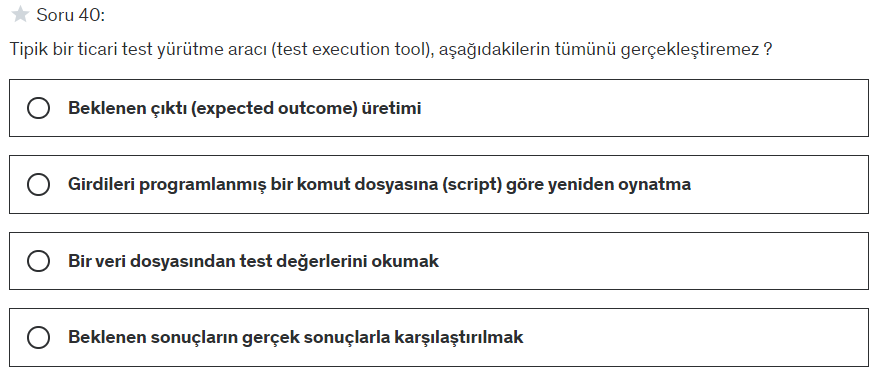 Soru 40:
Tipik bir ticari test yürütme aracı (test execution tool), aşağıdakilerin tümünü gerçekleştiremez ?
Beklenen çıktı (expected outcome) üretimi
Girdileri programlanmış bir komut dosyasına (script) göre yeniden oynatma
Bir veri dosyasından test değerlerini okumak
Beklenen sonuçların gerçek sonuçlarla karşılaştırılmak